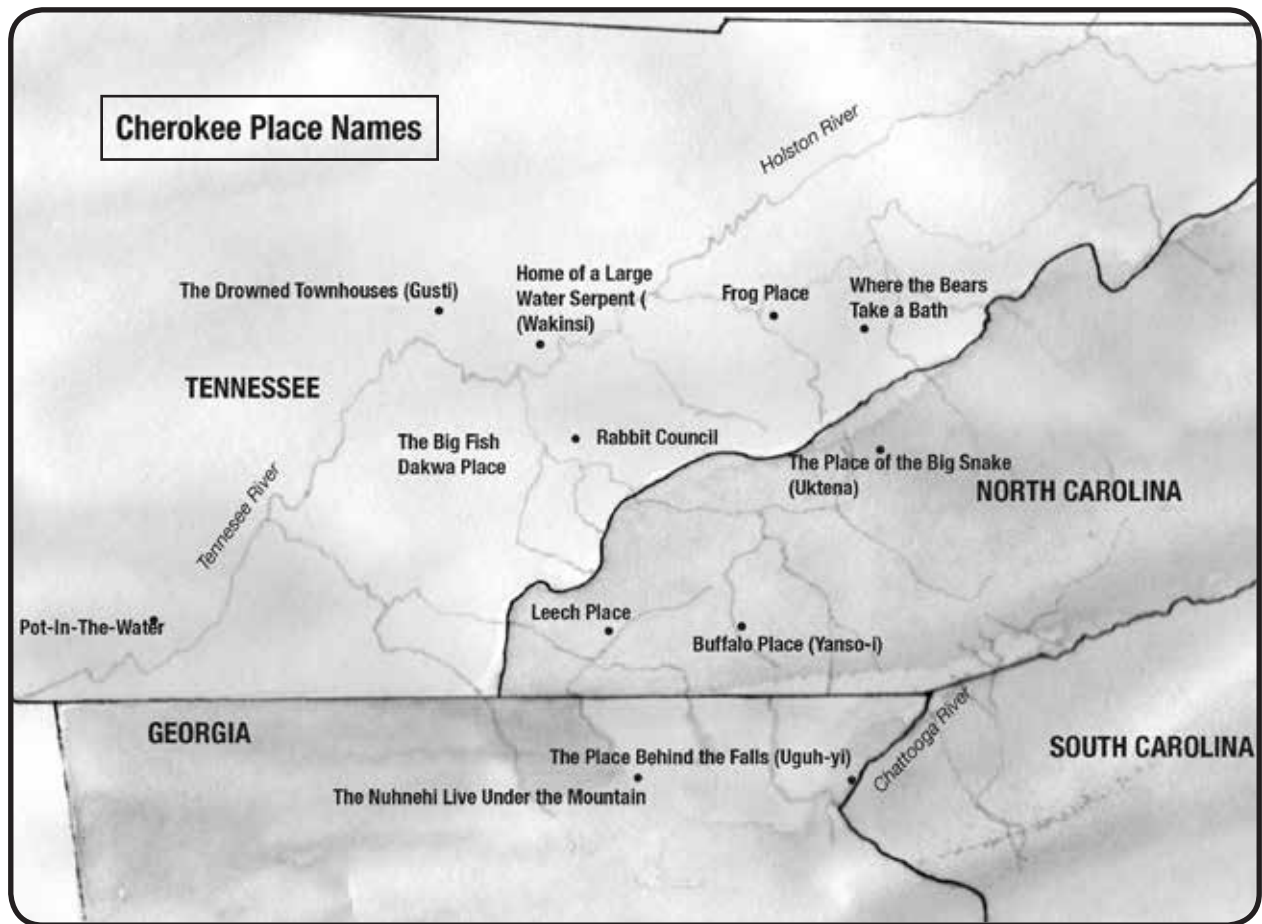 Cherokee Place Names
Holston River
Home of a Large
Water Serpent (
(Wakinsi)
The Drowned Townhouses (Gusti)
Frog Place
Where the Bears
Take a Bath
TENNESSEE
The Big Fish
Dakwa Place
Rabbit Council
The Place of the Big Snake
(Uktena)
NORTH CAROLINA
Tennesee River
Pot-In-The-Water
Leech Place
Buffalo Place (Yanso-i)
GEORGIA
The Place Behind the Falls (Uguh-yi)
Chattooga River
SOUTH CAROLINA
The Nuhnehi Live Under the Mountain